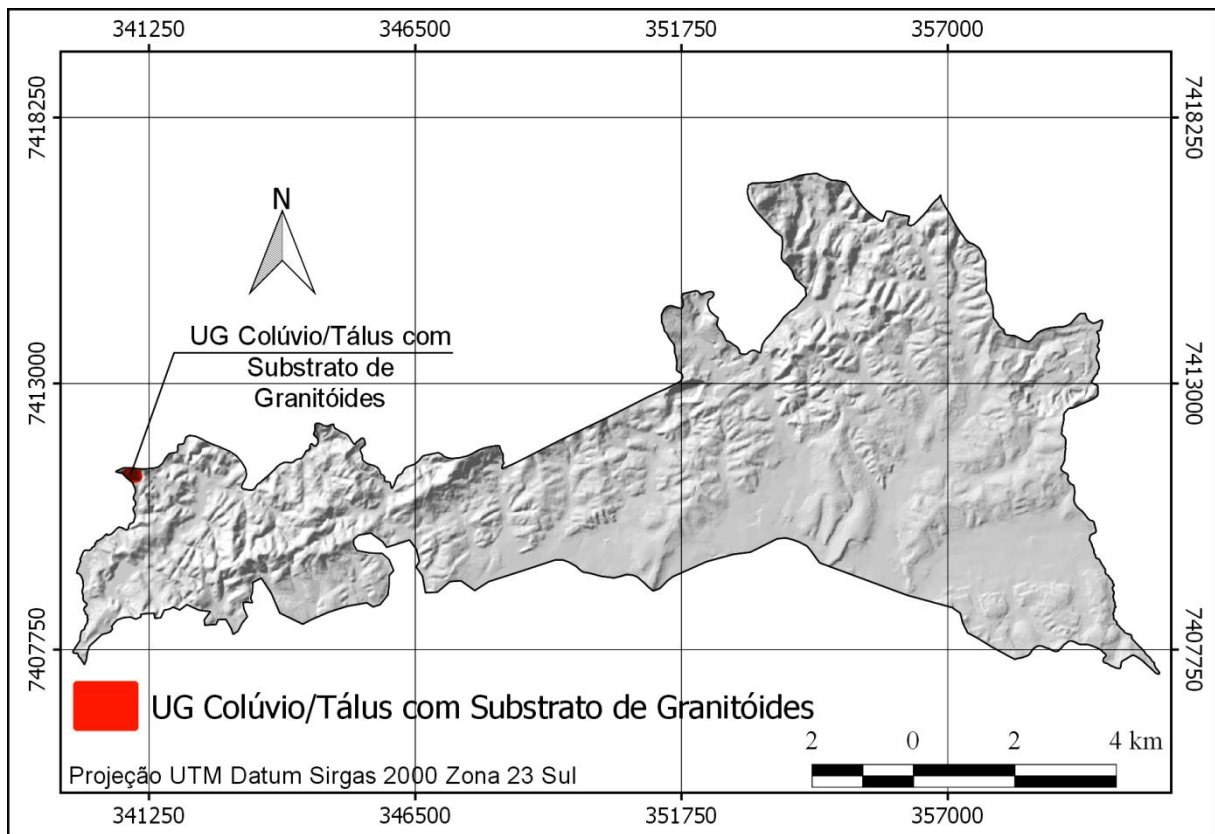 341250 346500 351750 357000
7418250 7418250
N
UG Colúvio/Tálus com
Substrato de
Granitóides
7413000 7413000
7407750 7407750
UG Colúvio/Tálus com Substrato de Granitóides
2 0 2 4 km
Projeção UTM Datum Sirgas 2000 Zona 23 Sul
341250 346500 351750 357000